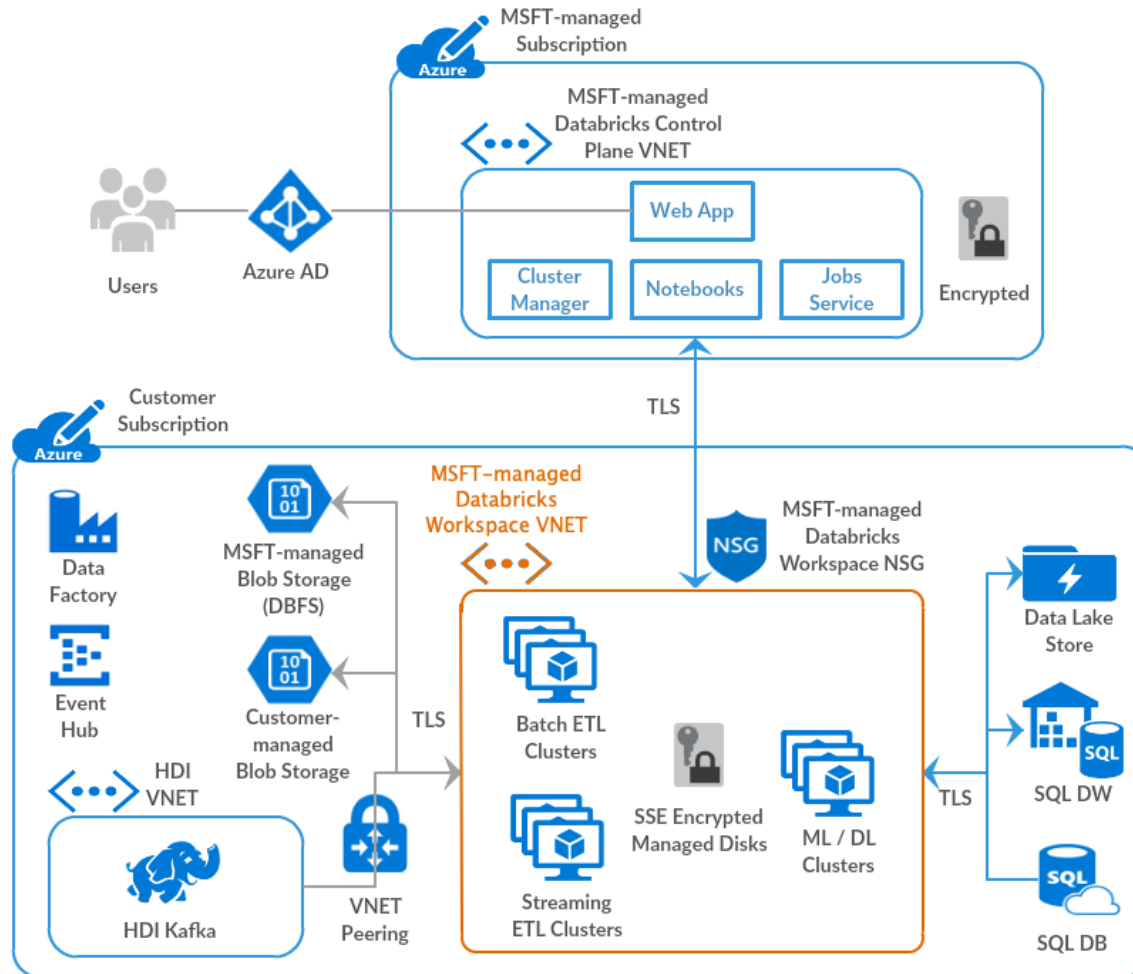 MSFT-managed
Subscription
Azure
MSFT-managed
Databricks Control
Plane VNET
Web App
Cluster
Manager
Notebooks
Jobs
Service
Encrypted
Users
Azure AD
TLS
Customer
Subscription
Azure
Data
Factory
Event
Hub
10
01
MSFT-managed
Blob Storage
(DBFS)
10
01
Customer-
managed
Blob Storage
HDI
VNET
HDI Kafka
VNET
Peering
TLS
MSFT-managed
Databricks
Workspace VNET
NSG
MSFT-managed
Databricks
Workspace NSG
Batch ETL
Clusters
Streaming
ETL Clusters
SSE Encrypted
Managed Disks
ML / DL
Clusters
TLS
Data Lake
Store
SQL
SQL DW
SQL
SQL DB